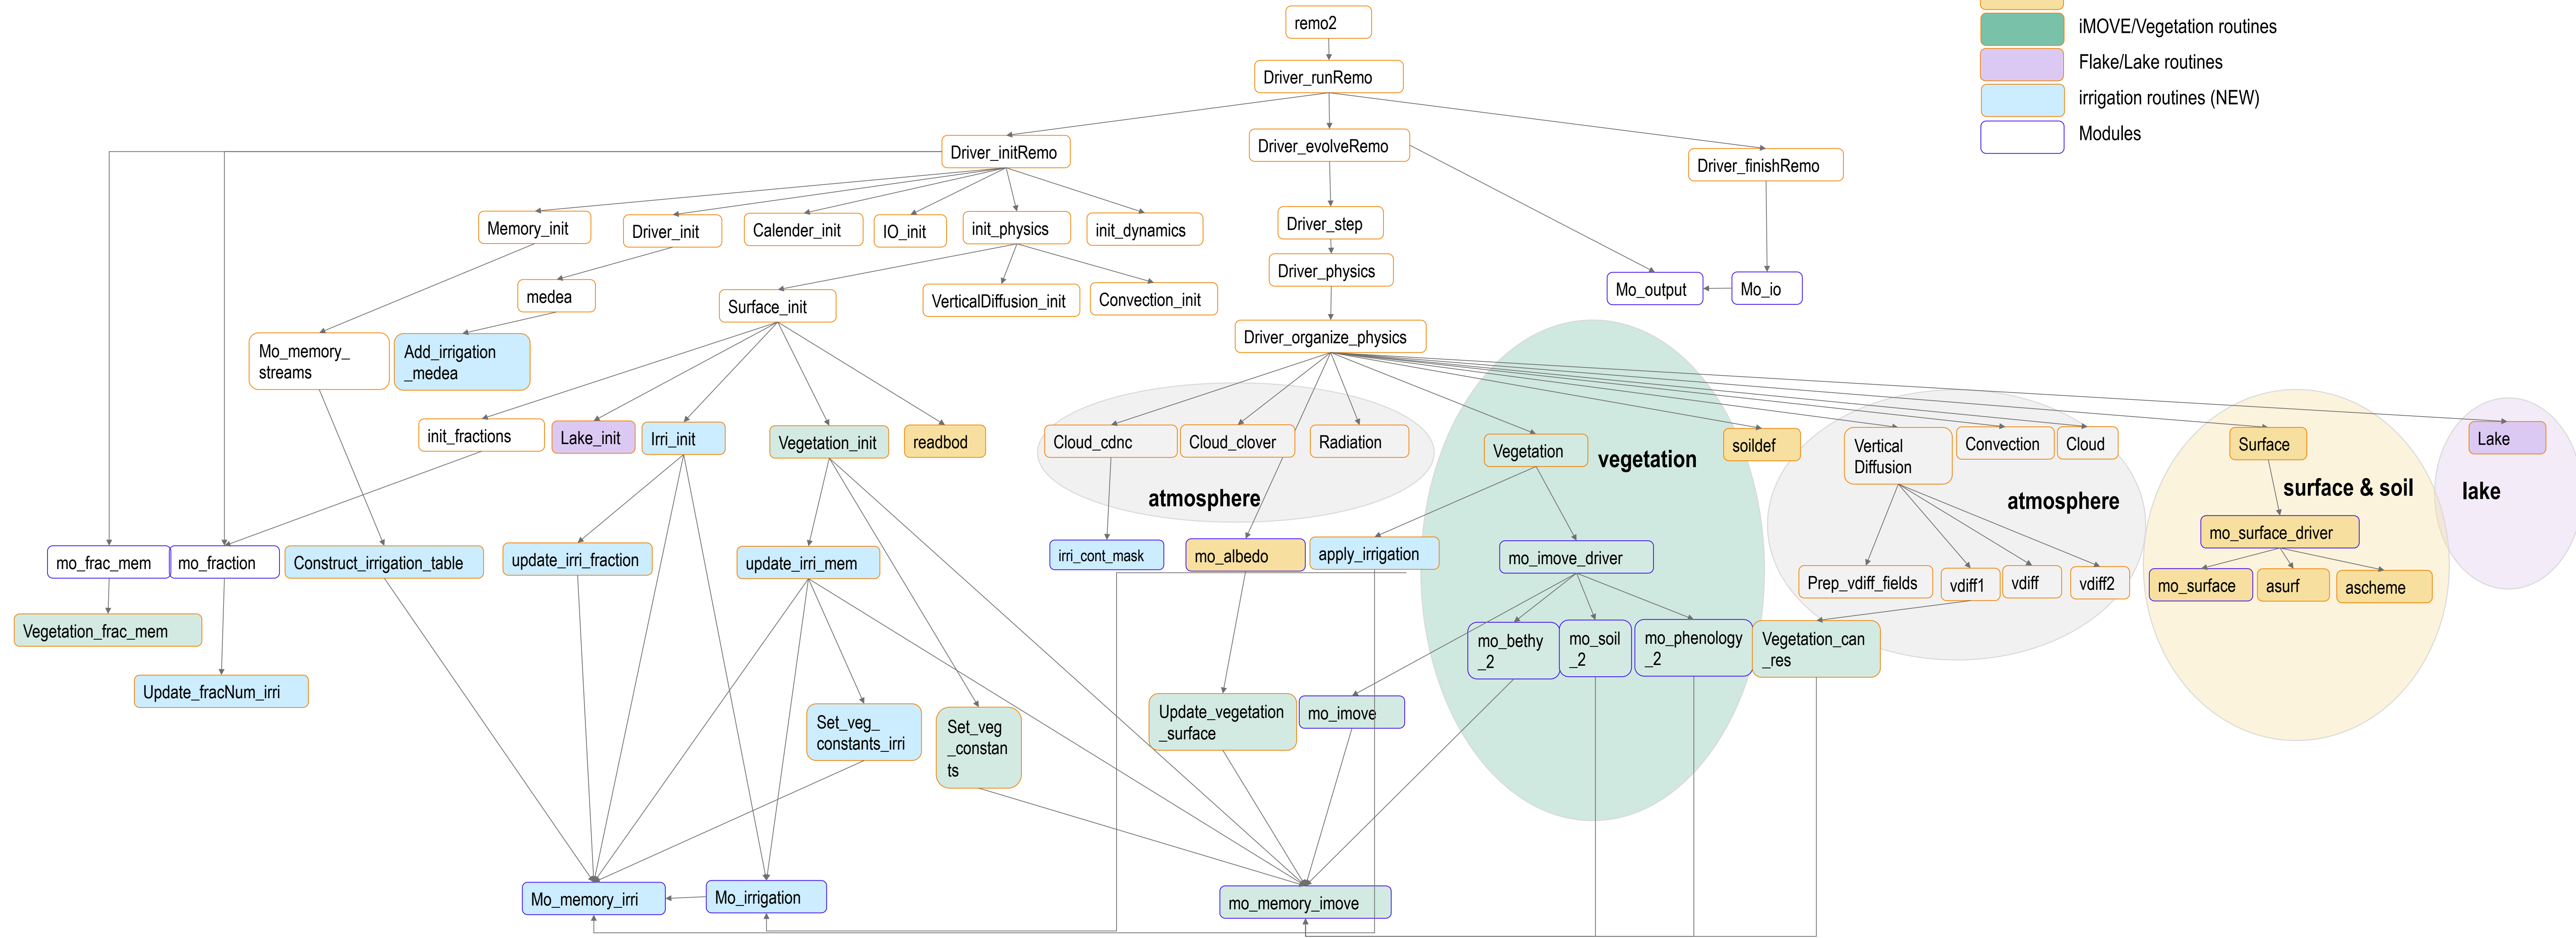 remo2
iMOVE/Vegetation routines
Flake/Lake routines
irrigation routines (NEW)
Modules
Driver_runRemo
Driver_initRemo
Driver_evolveRemo
Driver_finishRemo
Memory_init
Driver_init
Calender_init
IO_init
init_physics
init_dynamics
Driver_step
Driver_physics
medea
Surface_init
VerticalDiffusion_init
Convection_init
Mo_output
Mo_io
Driver_organize_physics
Mo_memory_
streams
Add_irrigation
_medea
init_fractions
Lake_init
Irri_init
Vegetation_init
readbod
Cloud_cdnc
Cloud_clover
Radiation
atmosphere
Vegetation
vegetation
soildef
Vertical
Diffusion
Convection
Cloud
atmosphere
Surface
surface & soil
Lake
lake
mo_frac_mem
mo_fraction
Construct_irrigation_table
update_irri_fraction
update_irri_mem
irri_cont_mask
mo_albedo
apply_irrigation
mo_imove_driver
mo_surface_driver
Prep_vdiff_fields
vdiff1
vdiff
vdiff2
mo_surface
asurf
ascheme
Vegetation_frac_mem
mo_bethy
_2
mo_soil
_2
mo_phenology
_2
Vegetation_can
_res
Update_fracNum_irri
Set_veg_
constants_irri
Set_veg
_constan
ts
Update_vegetation
_surface
mo_imove
Mo_memory_irri
Mo_irrigation
mo_memory_imove